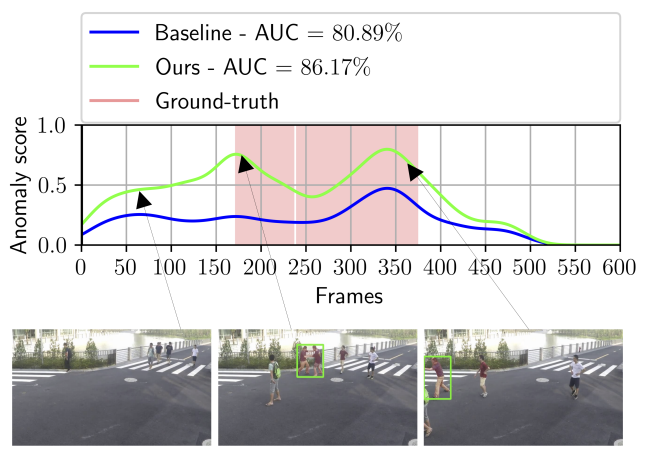 Baseline - AUC = 80.89%
Ours - AUC = 86.17%
Ground-truth
Anomaly score
1.0
0.5
0.0
0 50 100 150 200 250 300 350 400 450 500 550 600
Frames